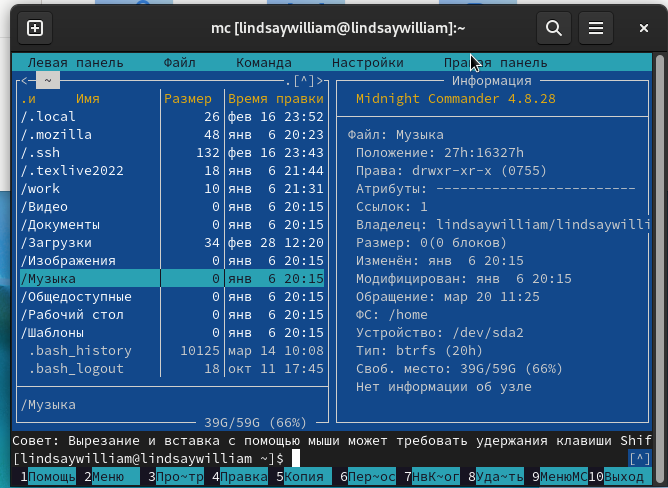 mc [lindsaywilliam@lindsaywilliam]:~
Левая панель Файл Команда Настройки Правая панель
<─ ~ .[^]>
.и Имя Размер Время правки
/.local 26 фев 16 23:52
/.mozilla 48 янв 6 20:23
/.ssh 132 фев 16 23:43
/.texlive2022 18 янв 6 21:44
/work 10 янв 6 21:31
/Видео 0 янв 6 20:15
/Документы 0 янв 6 20:15
/Загрузки 34 фев 28 12:20
/Изображения 0 янв 6 20:15
/Музыка 0 янв 6 20:15
/Общедоступные 0 янв 6 20:15
/Рабочий стол 0 янв 6 20:15
/Шаблоны 0 янв 6 20:15
.bash_history 10125 мар 14 10:08
.bash_logout 18 окт 11 17:45
/Музыка
39G/59G (66%)
Информация
Midnight Commander 4.8.28
Файл: Музыка
Положение: 27h:16327h
Права: drwxr-xr-x (0755)
Атрибуты: -------------------------
Ссылок: 1
Владелец: lindsaywilliam/lindsaywilli
Размер: 0(0 блоков)
Изменён: янв 6 20:15
Модифицирован: янв 6 20:15
Обращение: мар 20 11:25
ФС: /home
Устройство: /dev/sda2
Тип: btrfs (20h)
Своб. место: 39G/59G (66%)
Нет информации об узле
Совет: Вырезание и вставка с помощью мыши может требовать удержания клавиши Shif
[lindsaywilliam@lindsaywilliam ~]$ [^]
1Помощь 2Меню 3Про~тр 4Правка 5Копия 6Пер~ос 7НвК~ог 8Уда~ть 9МенюMC 10Выход